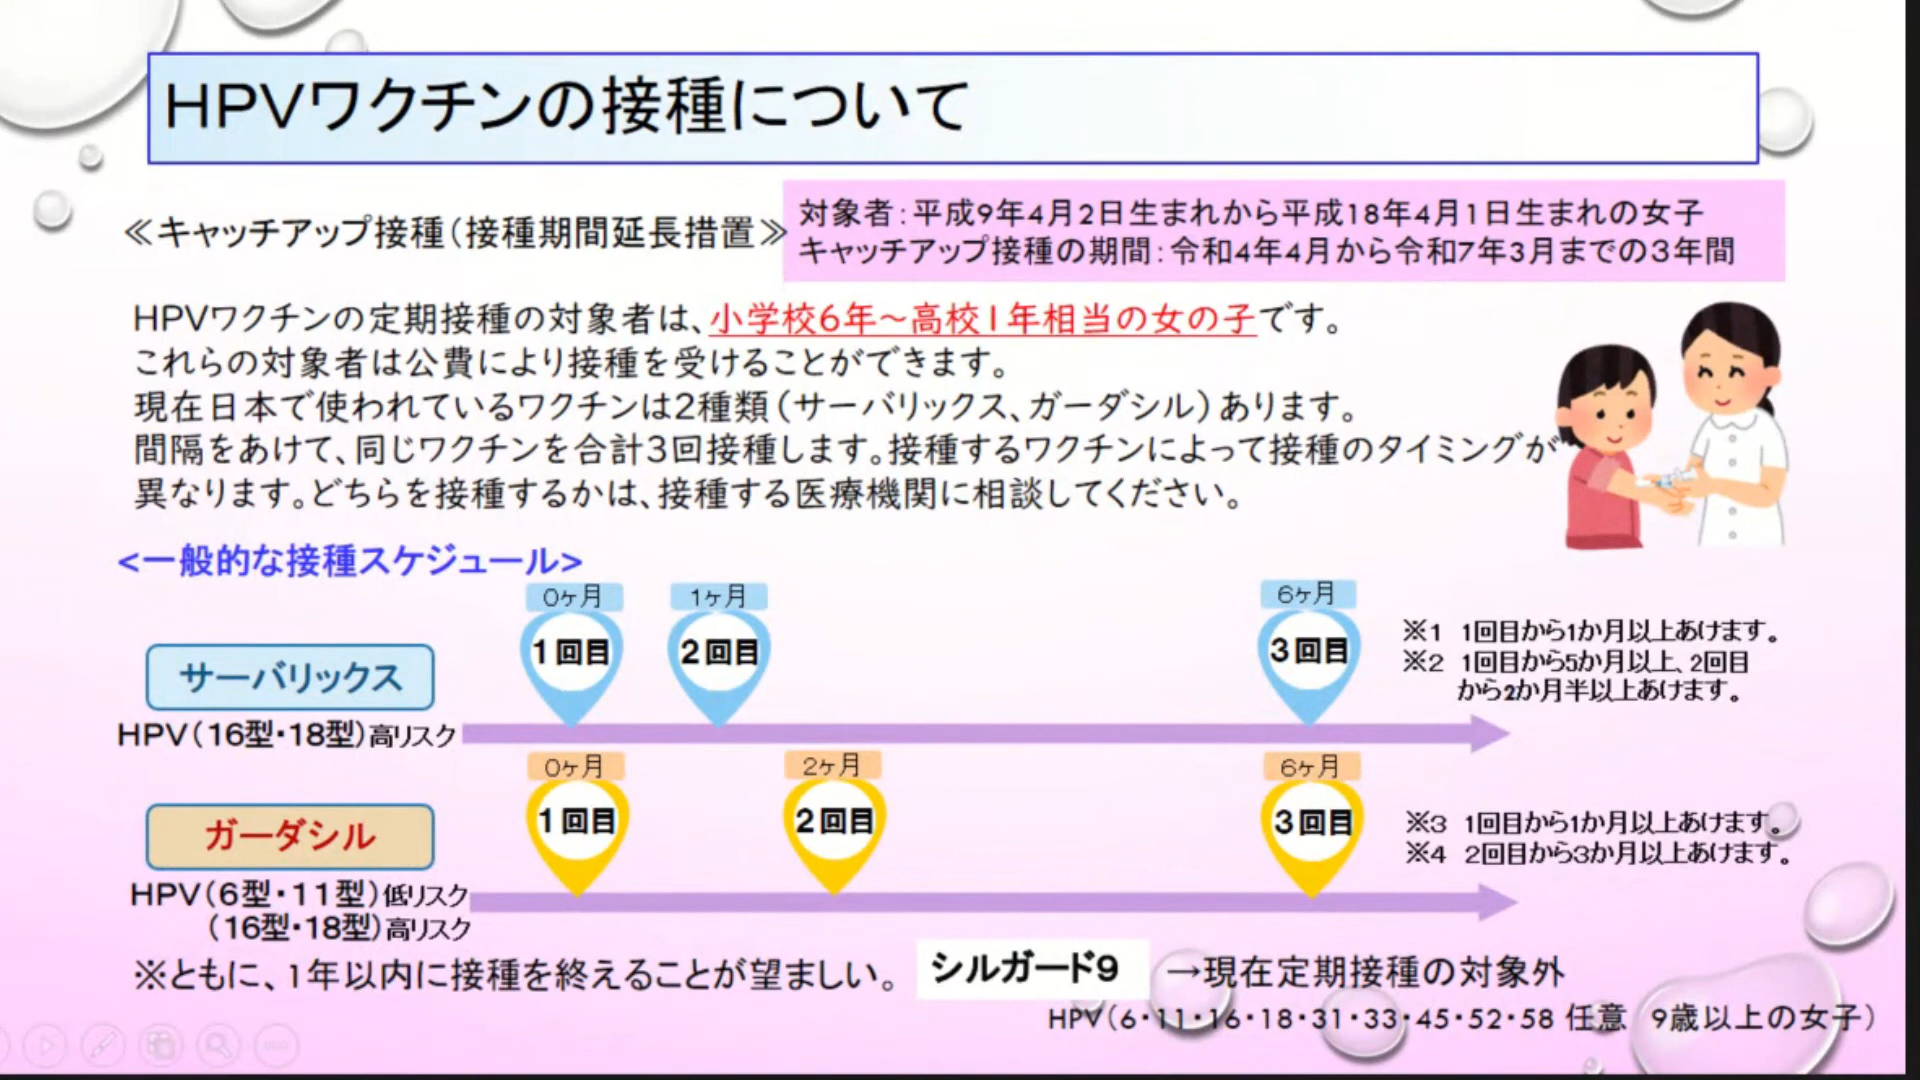 HPVワクチンの接種について
≪キャッチアップ接種（接種期間延長措置≫
対象者：平成9年4月2日生まれから平成18年4月1日生まれの女子
キャッチアップ接種の期間：令和4年4月から令和7年3月までの3年間
HPVワクチンの定期接種の対象者は、小学校6年～高校1年相当の女の子です。
これらの対象者は公費により接種を受けることができます。
現在日本で使われているワクチンは2種類（サーバリックス、ガーダシル）あります。
間隔をあけて、同じワクチンを合計3回接種します。接種するワクチンによって接種のタイミングが
異なります。どちらを接種するかは、接種する医療機関に相談してください。
<一般的な接種スケジュール>
0ヶ月 1ヶ月 6ヶ月
1回目 2回目 3回目
サーバリックス
HPV（16型・18型）高リスク
※1 1回目から1か月以上あけます。
※2 1回目から5か月以上、2回目
から2か月半以上あけます。
0ヶ月 2ヶ月 6ヶ月
1回目 2回目 3回目
ガーダシル
HPV（6型・11型）低リスク
（16型・18型）高リスク
※3 1回目から1か月以上あけます。
※4 2回目から3か月以上あけます。
※ともに、1年以内に接種を終えることが望ましい。
シルガード9 →現在定期接種の対象外
HPV（6・11・16・18・31・33・45・52・58 任意 9歳以上の女子）